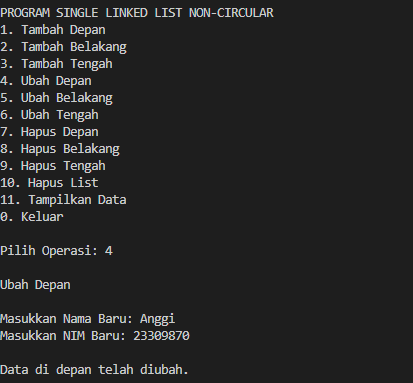 PROGRAM SINGLE LINKED LIST NON-CIRCULAR
1. Tambah Depan
2. Tambah Belakang
3. Tambah Tengah
4. Ubah Depan
5. Ubah Belakang
6. Ubah Tengah
7. Hapus Depan
8. Hapus Belakang
9. Hapus Tengah
10. Hapus List
11. Tampilkan Data
0. Keluar
Pilih Operasi: 4
Ubah Depan
Masukkan Nama Baru: Anggi
Masukkan NIM Baru: 23309870
Data di depan telah diubah.